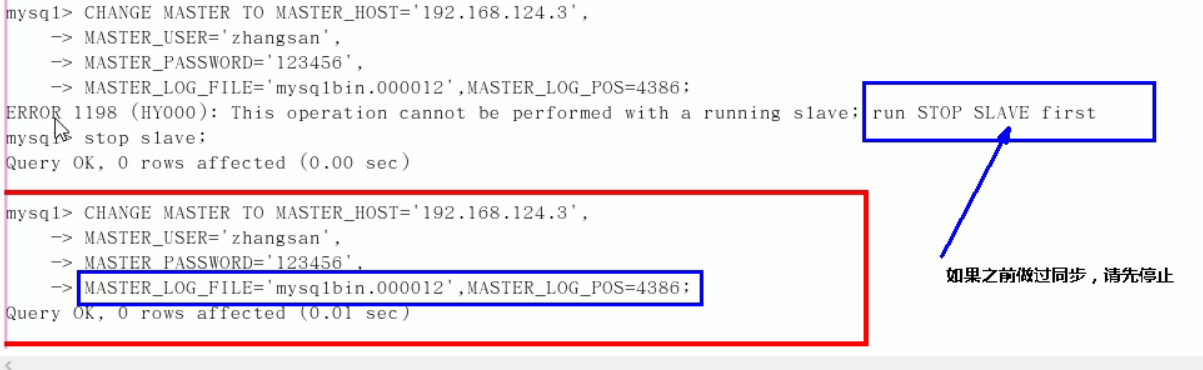 mysql> CHANGE MASTER TO MASTER_HOST='192.168.124.3',
-> MASTER_USER='zhangsan',
-> MASTER_PASSWORD='123456',
-> MASTER_LOG_FILE='mysqlbin.000012',MASTER_LOG_POS=4386;
ERROR 1198 (HY000): This operation cannot be performed with a running slave; run STOP SLAVE first
mysql> stop slave;
Query OK, 0 rows affected (0.00 sec)
mysql> CHANGE MASTER TO MASTER_HOST='192.168.124.3',
-> MASTER_USER='zhangsan',
-> MASTER_PASSWORD='123456',
-> MASTER_LOG_FILE='mysqlbin.000012',MASTER_LOG_POS=4386;
如果之前做过同步，请先停止
Query OK, 0 rows affected (0.01 sec)